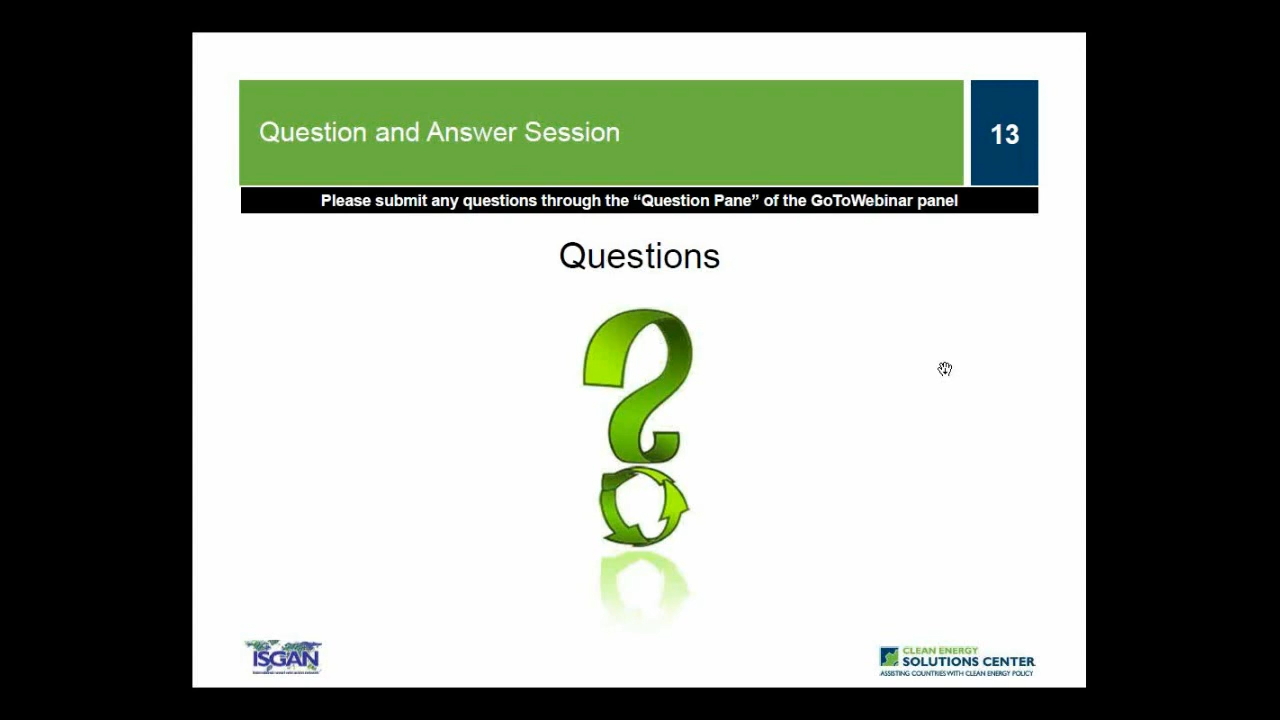 Question and Answer Session
13
Please submit any questions through the “Question Pane” of the GoToWebinar panel
Questions
ISGAN
CLEAN ENERGY
SOLUTIONS CENTER
ASSISTING COUNTRIES WITH CLEAN ENERGY POLICY